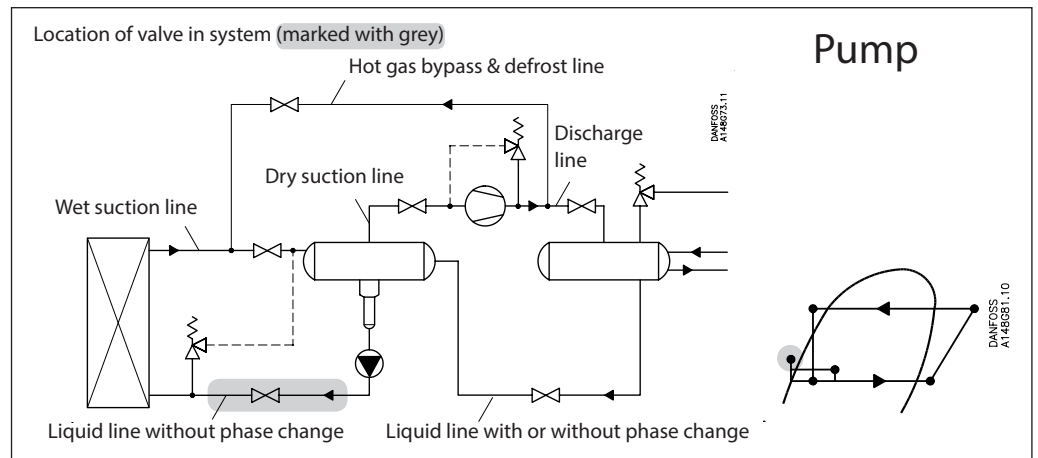 Location of valve in system (marked with grey)
Pump
Hot gas bypass & defrost line
DANFOSS
A148G73.11
Discharge
line
Dry suction line
Wet suction line
DANFOSS
A148G81.10
Liquid line without phase change
Liquid line with or without phase change